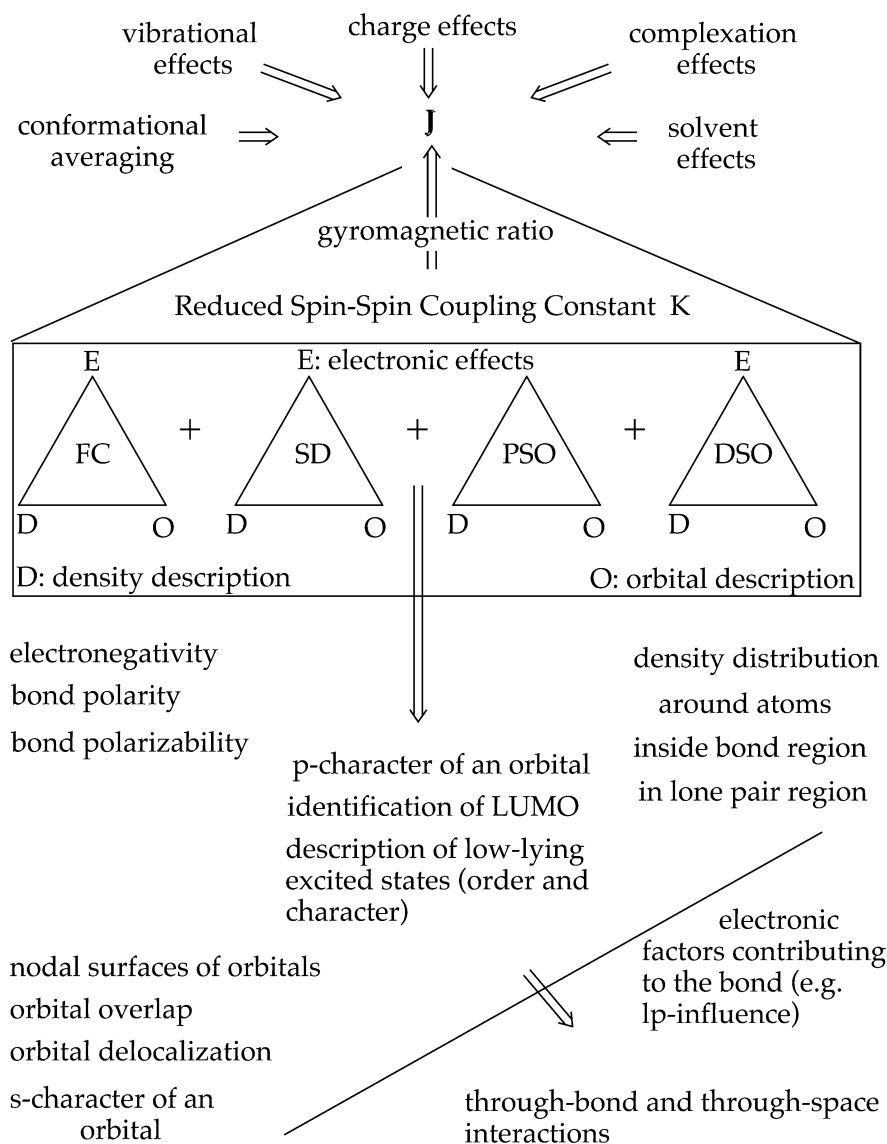 vibrational
effects
charge effects
complexation
effects
conformational
averaging
J
solvent
effects
gyromagnetic ratio
Reduced Spin-Spin Coupling Constant K
E
E: electronic effects
E
FC
+
SD
+
PSO
+
DSO
D
O
D
O
D
O
D
O
D: density description
O: orbital description
electronegativity
bond polarity
bond polarizability
density distribution
around atoms
inside bond region
in lone pair region
p-character of an orbital
identification of LUMO
description of low-lying
excited states (order and
character)
electronic
factors contributing
to the bond (e.g.
lp-influence)
nodal surfaces of orbitals
orbital overlap
orbital delocalization
s-character of an
orbital
through-bond and through-space
interactions